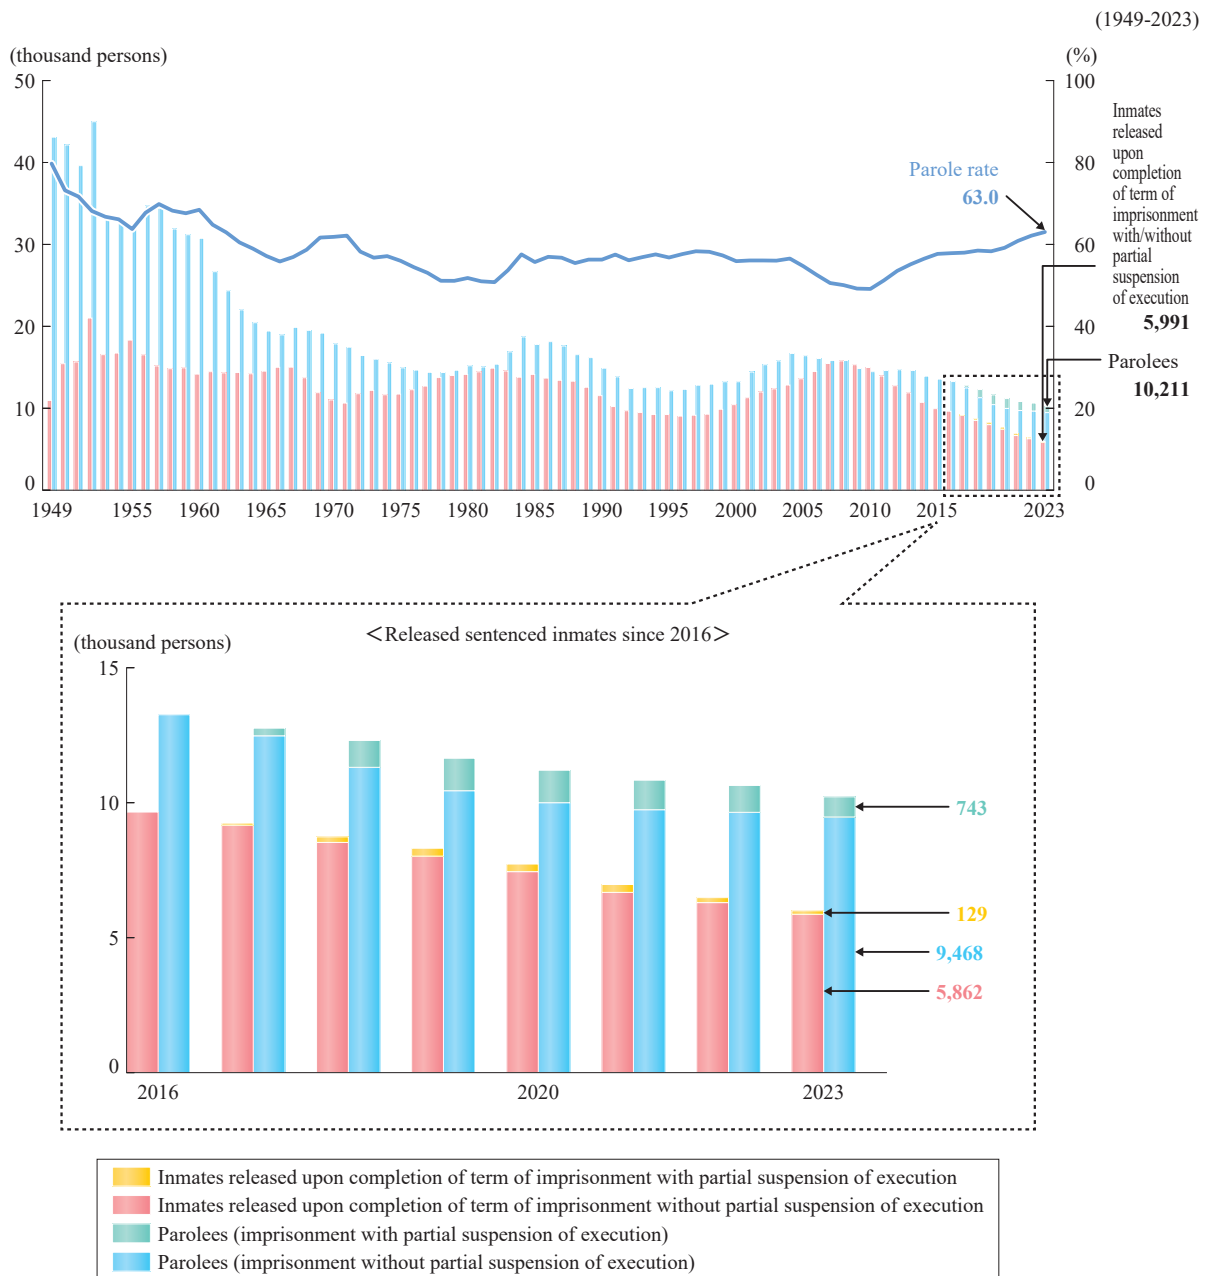 (1949-2023)
(thousand persons)
(%)
50
40
30
20
10
0
100
80
60
40
20
0
Parole rate
63.0
Inmates
released
upon
completion
of term of
imprisonment
with/without
partial
suspension
of execution
5,991
Parolees
10,211
1949 1955 1960 1965 1970 1975 1980 1985 1990 1995 2000 2005 2010 2015 2023
<Released sentenced inmates since 2016>
(thousand persons)
15
10
5
0
743
129
9,468
5,862
2016 2020 2023
Inmates released upon completion of term of imprisonment with partial suspension of execution
Inmates released upon completion of term of imprisonment without partial suspension of execution
Parolees (imprisonment with partial suspension of execution)
Parolees (imprisonment without partial suspension of execution)